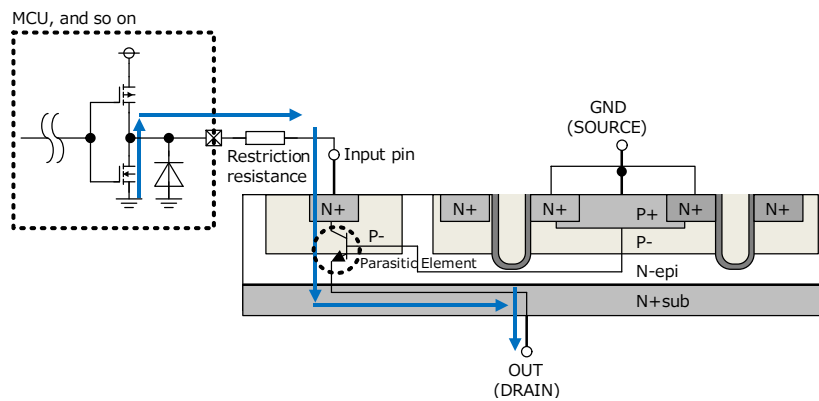 MCU, and so on
Restriction
resistance
Input pin
GND
(SOURCE)
N+
N+
N+
P+
N+
N+
P-
P-
Parasitic Element
N-epi
N+sub
OUT
(DRAIN)